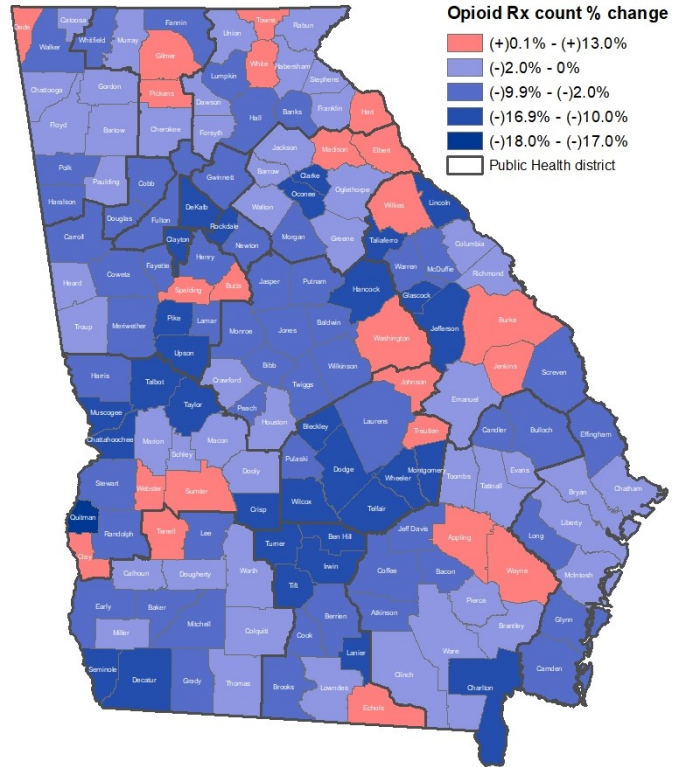 Opioid Rx count % change
(+)0.1% - (+)13.0%
(-)2.0% - 0%
(-)9.9% - (-)2.0%
(-)16.9% - (-)10.0%
(-)18.0% - (-)17.0%
Public Health district
Dade
Catoosa
Fannin
Towns
Rabun
Walker
Whitfield
Murray
Union
Gilmer
White
Habersham
Lumpkin
Stephens
Chattooga
Gordon
Pickens
Dawson
Banks
Franklin
Hart
Hall
Floyd
Bartow
Cherokee
Forsyth
Jackson
Madison
Elbert
Polk
Paulding
Cobb
Gwinnett
Barrow
Clarke
Oconee
Oglethorpe
Wilkes
Lincoln
Haralson
Douglas
Fulton
DeKalb
Walton
Rockdale
Carroll
Clayton
Newton
Morgan
Greene
Taliaferro
Columbia
Henry
Fayette
Coweta
Warren
McDuffie
Richmond
Heard
Spalding
Butts
Jasper
Putnam
Hancock
Glascock
Troup
Meriwether
Pike
Lamar
Monroe
Jones
Baldwin
Jefferson
Burke
Washington
Upson
Bibb
Wilkinson
Jenkins
Screven
Harris
Talbot
Crawford
Twiggs
Johnson
Emanuel
Taylor
Peach
Houston
Laurens
Muscogee
Bleckley
Treutlen
Candler
Bulloch
Effingham
Chattahoochee
Marion
Macon
Schley
Dooly
Pulaski
Dodge
Wheeler
Montgomery
Toombs
Evans
Tattnall
Stewart
Webster
Sumter
Bryan
Chatham
Crisp
Wilcox
Telfair
Quitman
Randolph
Terrell
Lee
Turner
Ben Hill
Jeff Davis
Appling
Long
Liberty
Clay
Calhoun
Dougherty
Worth
Irwin
Coffee
Bacon
Wayne
McIntosh
Tift
Early
Baker
Mitchell
Berrien
Atkinson
Pierce
Miller
Colquitt
Cook
Brantley
Glynn
Seminole
Decatur
Grady
Thomas
Brooks
Lanier
Lowndes
Clinch
Ware
Charlton
Camden
Echols